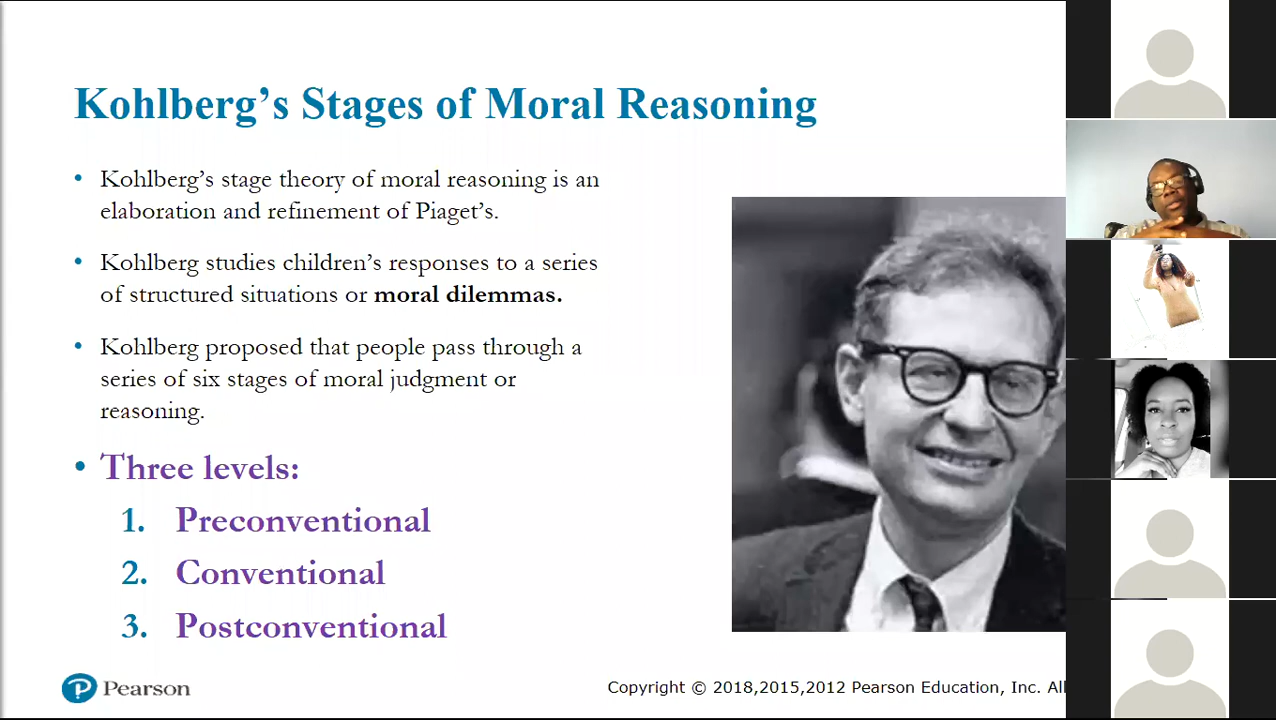 Kohlberg’s Stages of Moral Reasoning
• Kohlberg’s stage theory of moral reasoning is an
elaboration and refinement of Piaget’s.
• Kohlberg studies children’s responses to a series
of structured situations or moral dilemmas.
• Kohlberg proposed that people pass through a
series of six stages of moral judgment or
reasoning.
• Three levels:
1. Preconventional
2. Conventional
3. Postconventional
Pearson
Copyright © 2018,2015,2012 Pearson Education, Inc. All